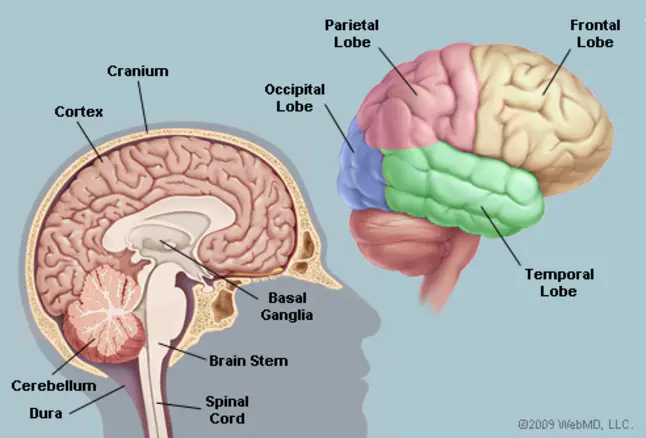 Parietal
Lobe
Frontal
Lobe
Cranium
Occipital
Lobe
Cortex
Temporal
Lobe
Basal
Ganglia
Brain Stem
Cerebellum
Dura
Spinal
Cord
©2009 WebMD, LLC.